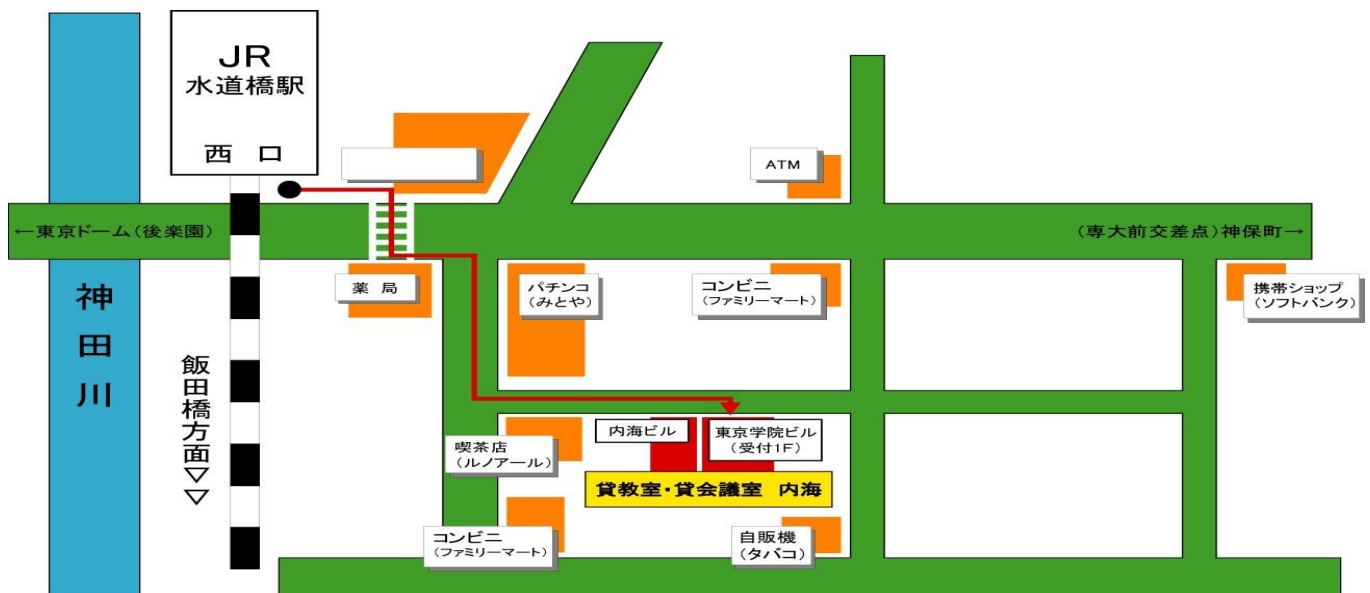 JR
水道橋駅
西 口
ATM
←東京ドーム(後楽園)
(専大前交差点)神保町→
神田川
薬 局
パチンコ
(みとや)
コンビニ
(ファミリーマート)
携帯ショップ
(ソフトバンク)
飯田橋方面▽▽
内海ビル
東京学院ビル
(受付1F)
喫茶店
(ルノアール)
貸教室・貸会議室 内海
コンビニ
(ファミリーマート)
自販機
(タバコ)